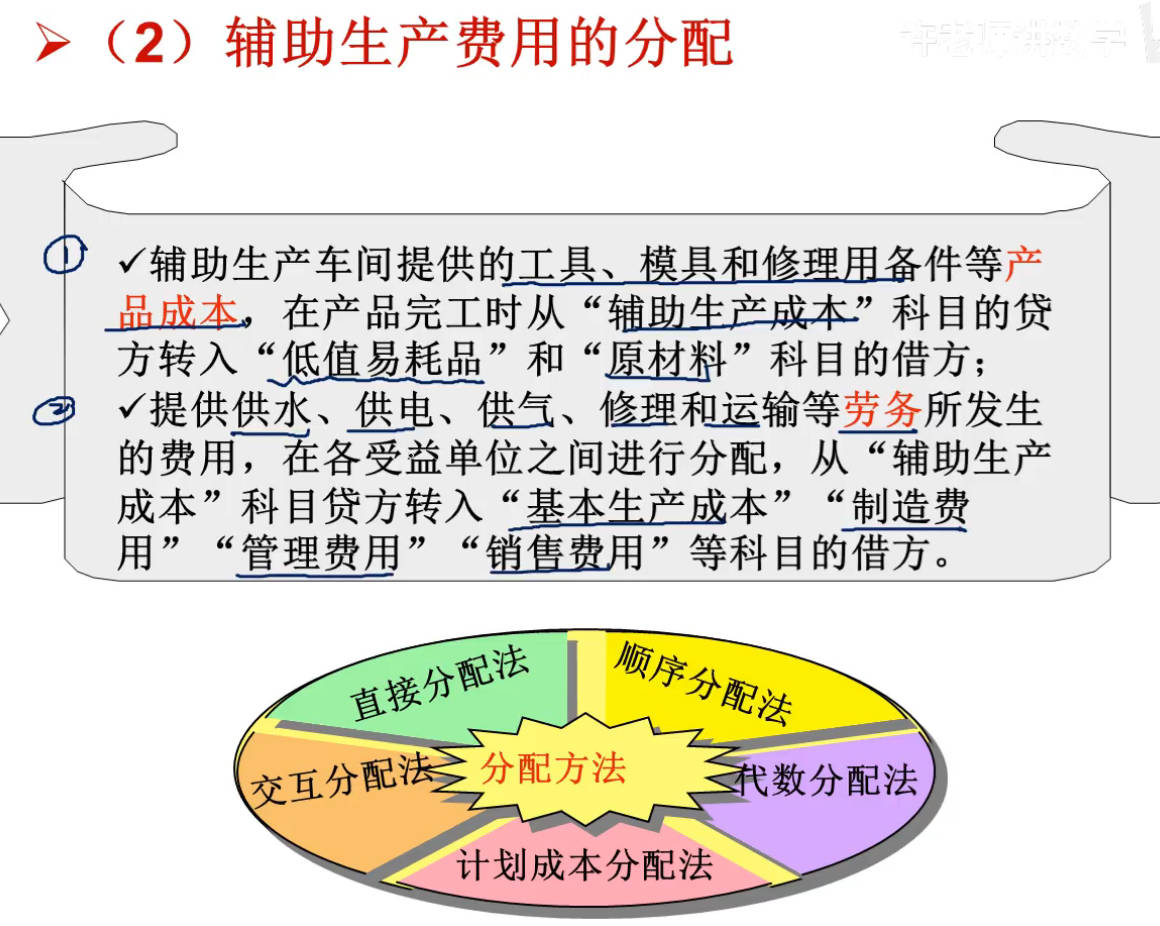 （2）辅助生产费用的分配
①
✓辅助生产车间提供的工具、模具和修理用备件等产
品成本，在产品完工时从“辅助生产成本”科目的贷
方转入“低值易耗品”和“原材料”科目的借方；
②
✓提供供水、供电、供气、修理和运输等劳务所发生
的费用，在各受益单位之间进行分配，从“辅助生产
成本”科目贷方转入“基本生产成本”“制造费
用”“管理费用”“销售费用”等科目的借方。
直接分配法
顺序分配法
交互分配法
分配方法
代数分配法
计划成本分配法